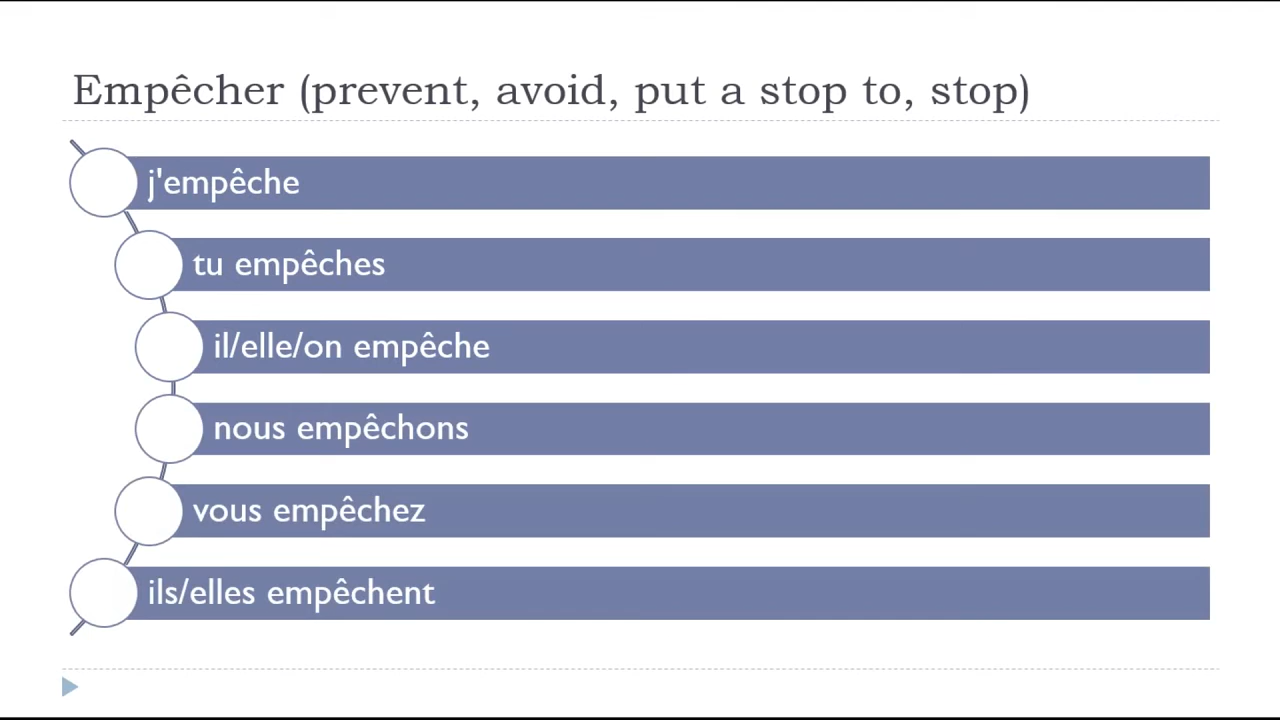 Empêcher (prevent, avoid, put a stop to, stop)
j'empêche
tu empêches
il/elle/on empêche
nous empêchons
vous empêchez
ils/elles empêchent